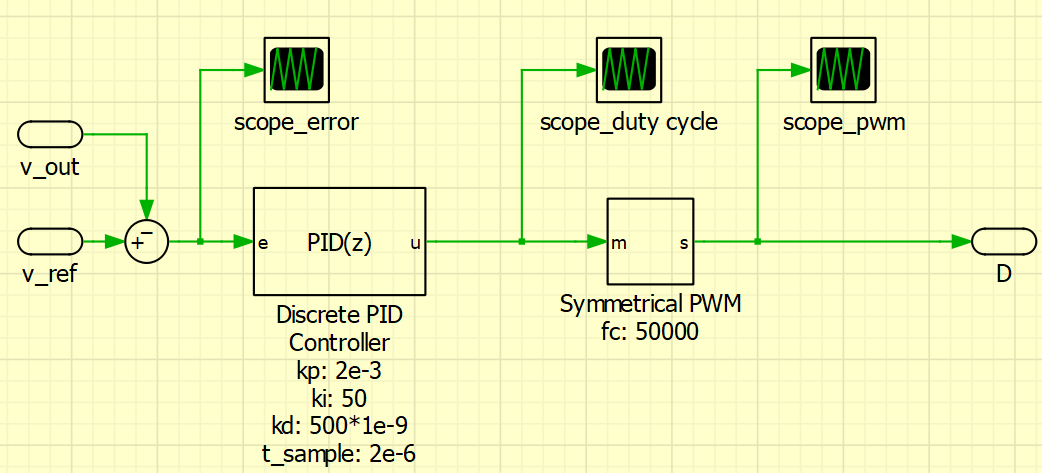 scope_error
scope_duty cycle
scope_pwm
v_out
−
+
v_ref
e
PID(z)
u
m
s
D
Discrete PID
Controller
kp: 2e-3
ki: 50
kd: 500*1e-9
t_sample: 2e-6
Symmetrical PWM
fc: 50000